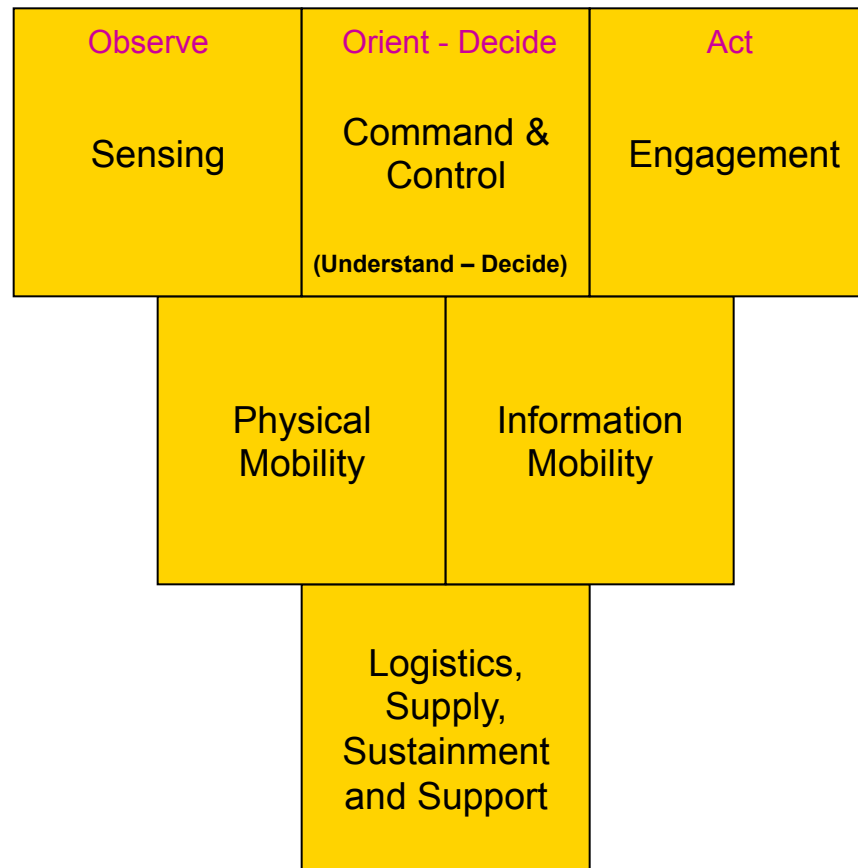 Observe
Sensing
Orient - Decide
Command &
Control
(Understand – Decide)
Act
Engagement
Physical
Mobility
Information
Mobility
Logistics,
Supply,
Sustainment
and Support